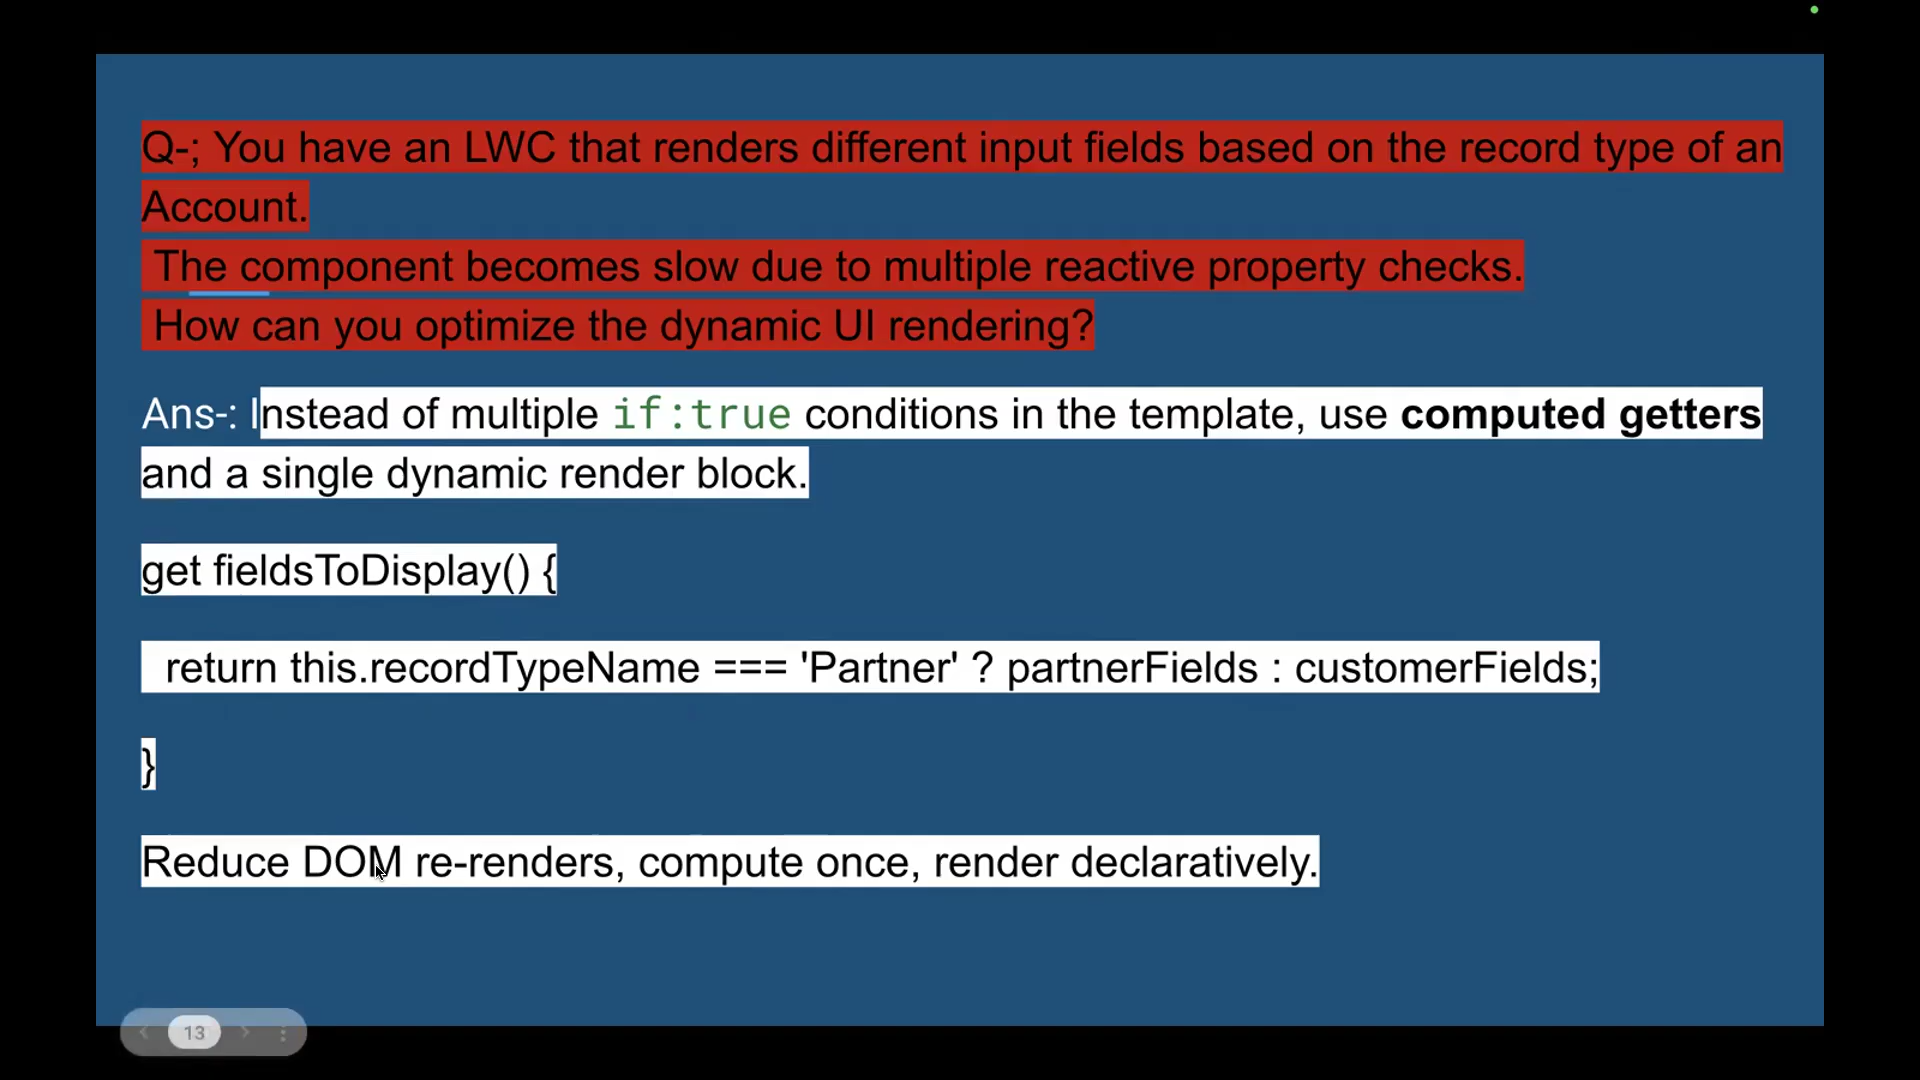 Q-; You have an LWC that renders different input fields based on the record type of an
Account.
The component becomes slow due to multiple reactive property checks.
How can you optimize the dynamic UI rendering?
Ans-: Instead of multiple if:true conditions in the template, use computed getters
and a single dynamic render block.
get fieldsToDisplay() {
return this.recordTypeName === 'Partner' ? partnerFields : customerFields;
}
Reduce DOM re-renders, compute once, render declaratively.
13